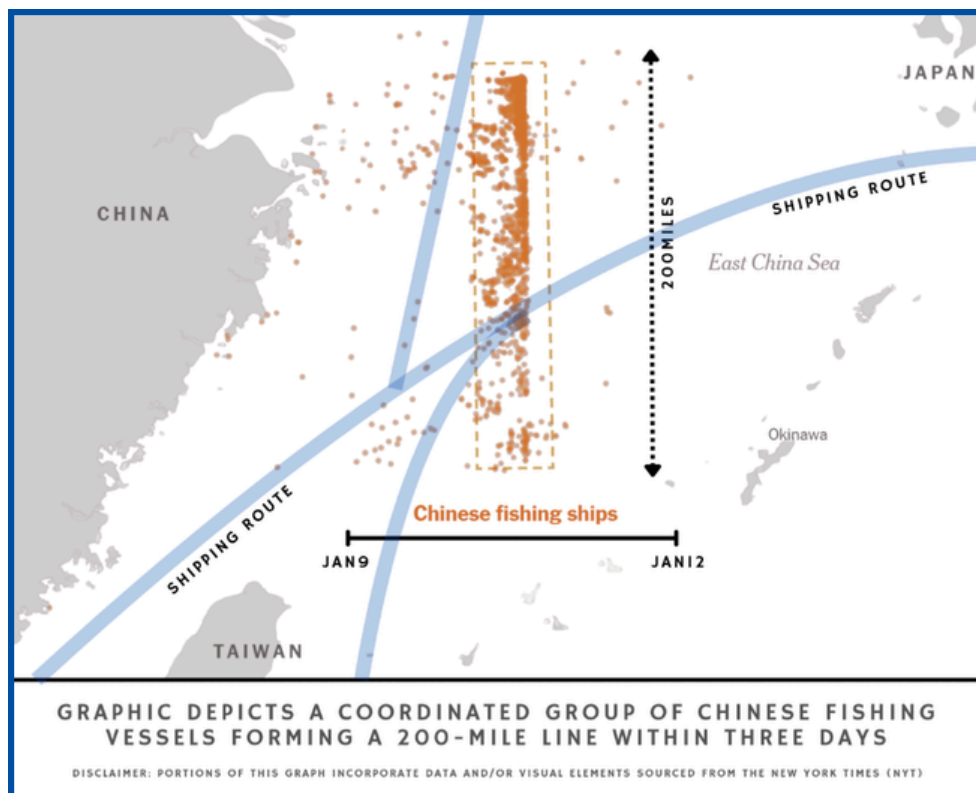 JAPAN
CHINA
SHIPPING ROUTE
200MILES
East China Sea
Okinawa
Chinese fishing ships
SHIPPING ROUTE
JAN9
JAN12
TAIWAN
GRAPHIC DEPICTS A COORDINATED GROUP OF CHINESE FISHING
VESSELS FORMING A 200-MILE LINE WITHIN THREE DAYS
DISCLAIMER: PORTIONS OF THIS GRAPH INCORPORATE DATA AND/OR VISUAL ELEMENTS SOURCED FROM THE NEW YORK TIMES (NYT)